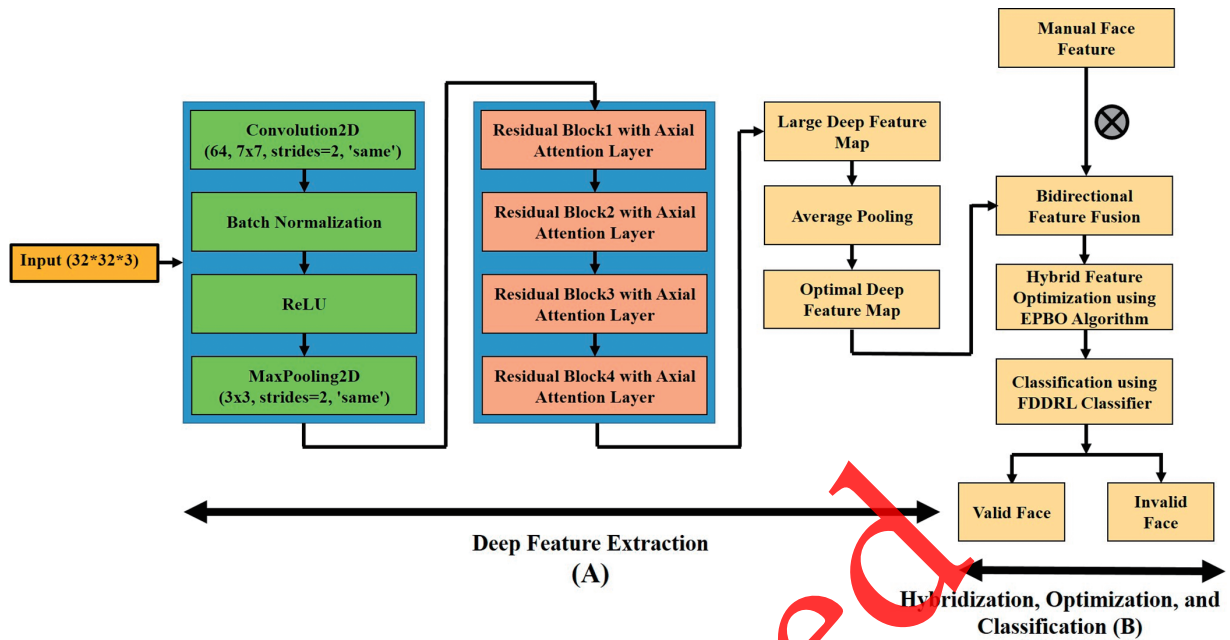 Input (32*32*3)
Convolution2D
(64, 7x7, strides=2, 'same')
Batch Normalization
ReLU
MaxPooling2D
(3x3, strides=2, 'same')
Residual Block1 with Axial
Attention Layer
Residual Block2 with Axial
Attention Layer
Residual Block3 with Axial
Attention Layer
Residual Block4 with Axial
Attention Layer
Large Deep Feature
Map
Average Pooling
Optimal Deep
Feature Map
Manual Face
Feature
Bidirectional
Feature Fusion
Hybrid Feature
Optimization using
EPBO Algorithm
Classification using
FDDRL Classifier
Valid Face
Invalid
Face
Deep Feature Extraction
(A)
Hybridization, Optimization, and
Classification (B)
ed